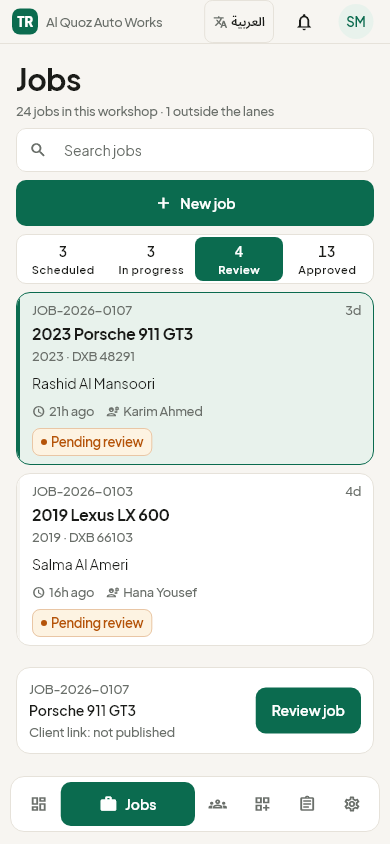 TR Al Quoz Auto Works العربية SM
Jobs
24 jobs in this workshop · 1 outside the lanes
Search jobs
+ New job
3 3 4 13
Scheduled In progress Review Approved
JOB-2026-0107 3d
2023 Porsche 911 GT3
2023 · DXB 48291
Rashid Al Mansoori
21h ago Karim Ahmed
Pending review
JOB-2026-0103 4d
2019 Lexus LX 600
2019 · DXB 66103
Salma Al Ameri
16h ago Hana Yousef
Pending review
JOB-2026-0107
Porsche 911 GT3
Client link: not published
Review job
Jobs